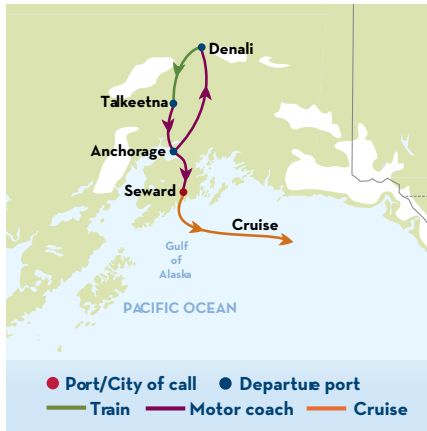 Denali
Talkeetna
Anchorage
Seward
Cruise
Gulf
of
Alaska
PACIFIC OCEAN
Port/City of call
Departure port
Train
Motor coach
Cruise